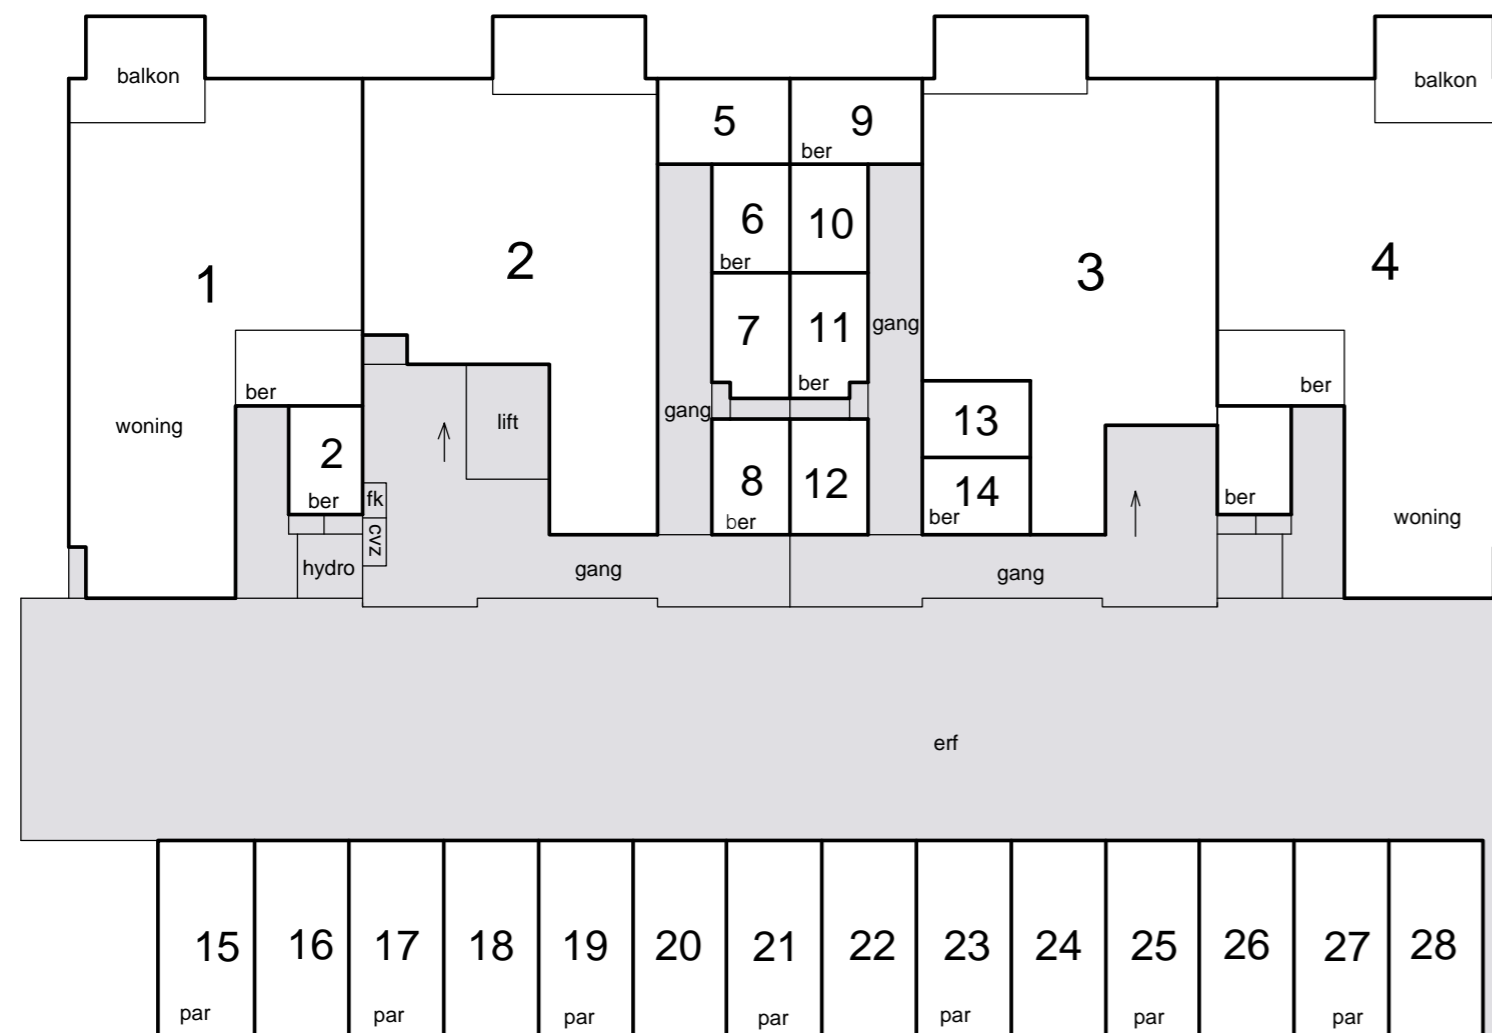 balkon
balkon
5
9
ber
6
10
ber
1
2
3
4
7
11
gang
ber
ber
ber
gang
woning
lift
13
2
8
12
14
ber
fk
ber
ber
ber
woning
cvz
hydro
gang
gang
erf
15
16
17
18
19
20
21
22
23
24
25
26
27
28
par
par
par
par
par
par
par